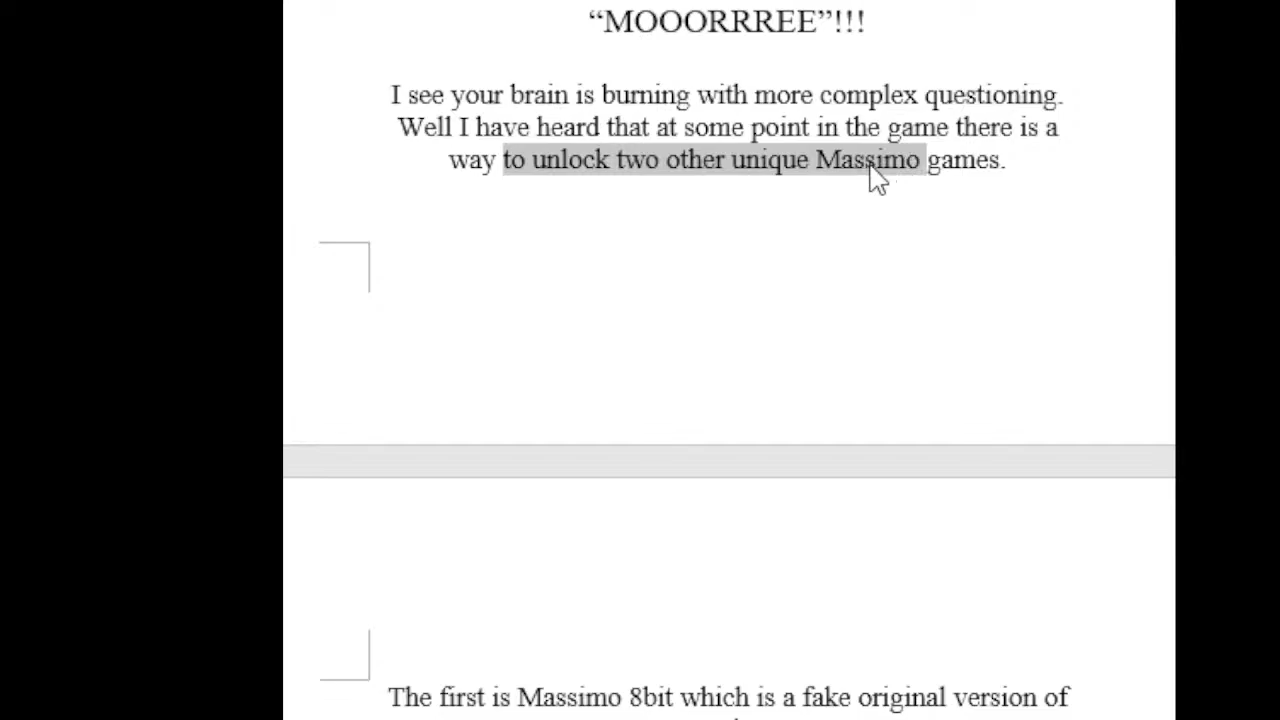 “MOOORRREE”!!!
I see your brain is burning with more complex questioning.
Well I have heard that at some point in the game there is a
way to unlock two other unique Massimo games.
The first is Massimo 8bit which is a fake original version of